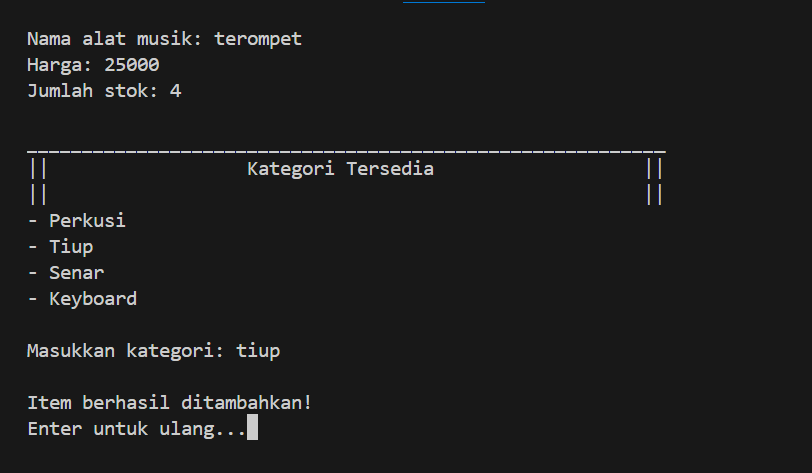 Nama alat musik: terompet
Harga: 25000
Jumlah stok: 4
__________________________________________________________
||                  Kategori Tersedia                   ||
||                                                      ||
- Perkusi
- Tiup
- Senar
- Keyboard
Masukkan kategori: tiup
Item berhasil ditambahkan!
Enter untuk ulang...